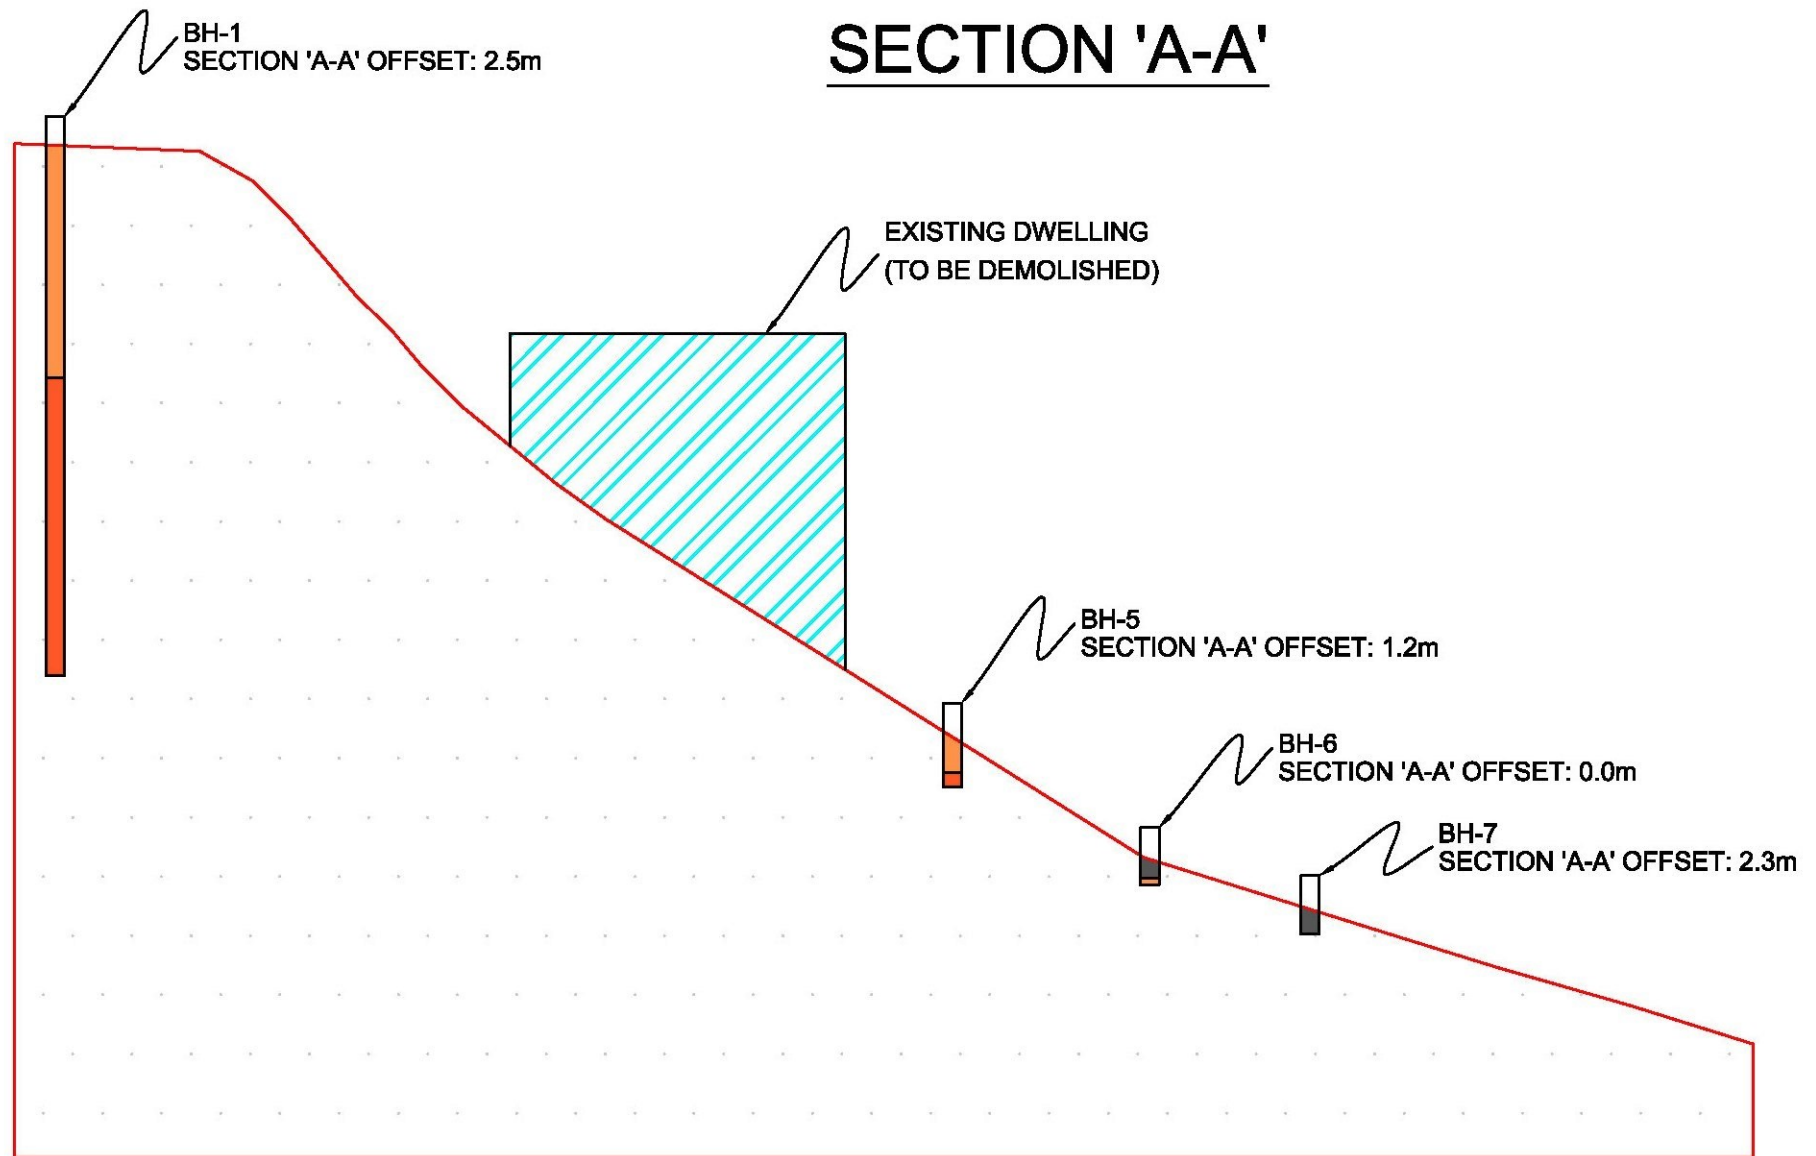 BH-1
SECTION 'A-A' OFFSET: 2.5m
SECTION 'A-A'
EXISTING DWELLING
(TO BE DEMOLISHED)
BH-5
SECTION 'A-A' OFFSET: 1.2m
BH-6
SECTION 'A-A' OFFSET: 0.0m
BH-7
SECTION 'A-A' OFFSET: 2.3m